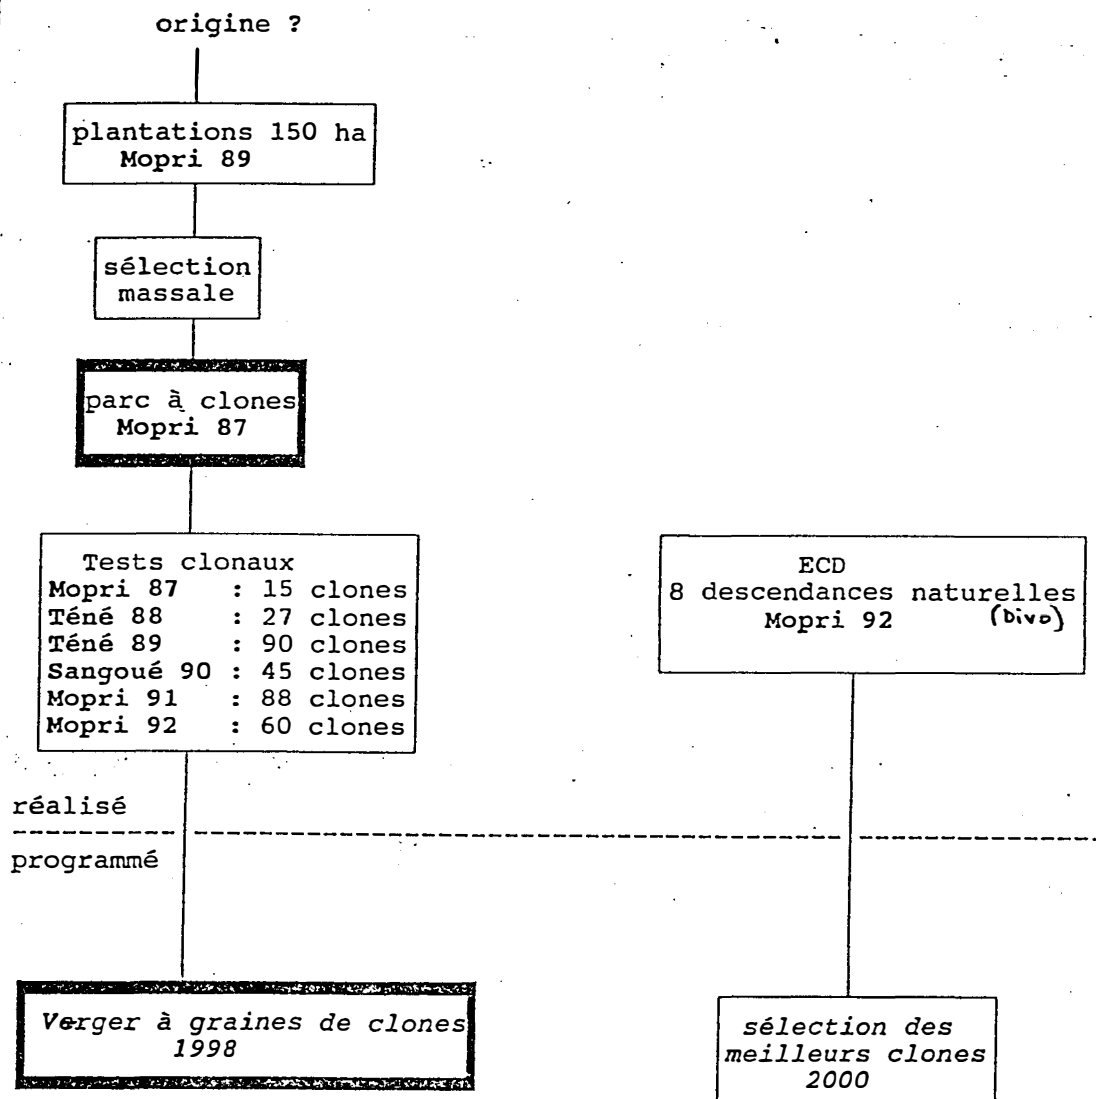 origine ?
plantations 150 ha
Mopri 89
sélection
massale
parc à clones
Mopri 87
Tests clonaux
Mopri 87 : 15 clones
Téné 88 : 27 clones
Téné 89 : 90 clones
Sangoué 90 : 45 clones
Mopri 91 : 88 clones
Mopri 92 : 60 clones
ECD
8 descendances naturelles
Mopri 92 (Divo)
réalisé
programmé
Verger à graines de clones
1998
sélection des
meilleurs clones
2000